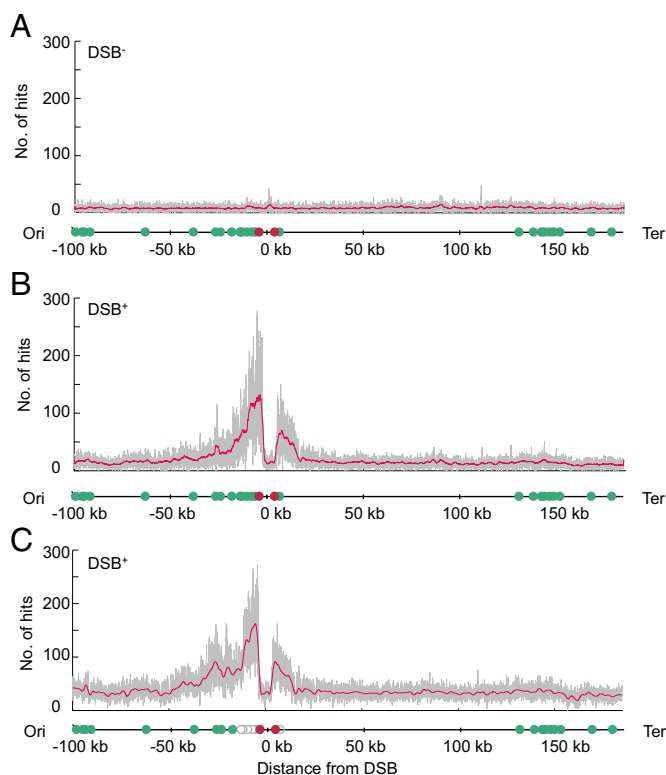 A
DSB-
300
200
100
0
No. of hits
Ori
Ter
-100 kb -50 kb 0 kb 50 kb 100 kb 150 kb
B
DSB+
300
200
100
0
No. of hits
Ori
Ter
-100 kb -50 kb 0 kb 50 kb 100 kb 150 kb
C
DSB+
300
200
100
0
No. of hits
Ori
Ter
-100 kb -50 kb 0 kb 50 kb 100 kb 150 kb
Distance from DSB